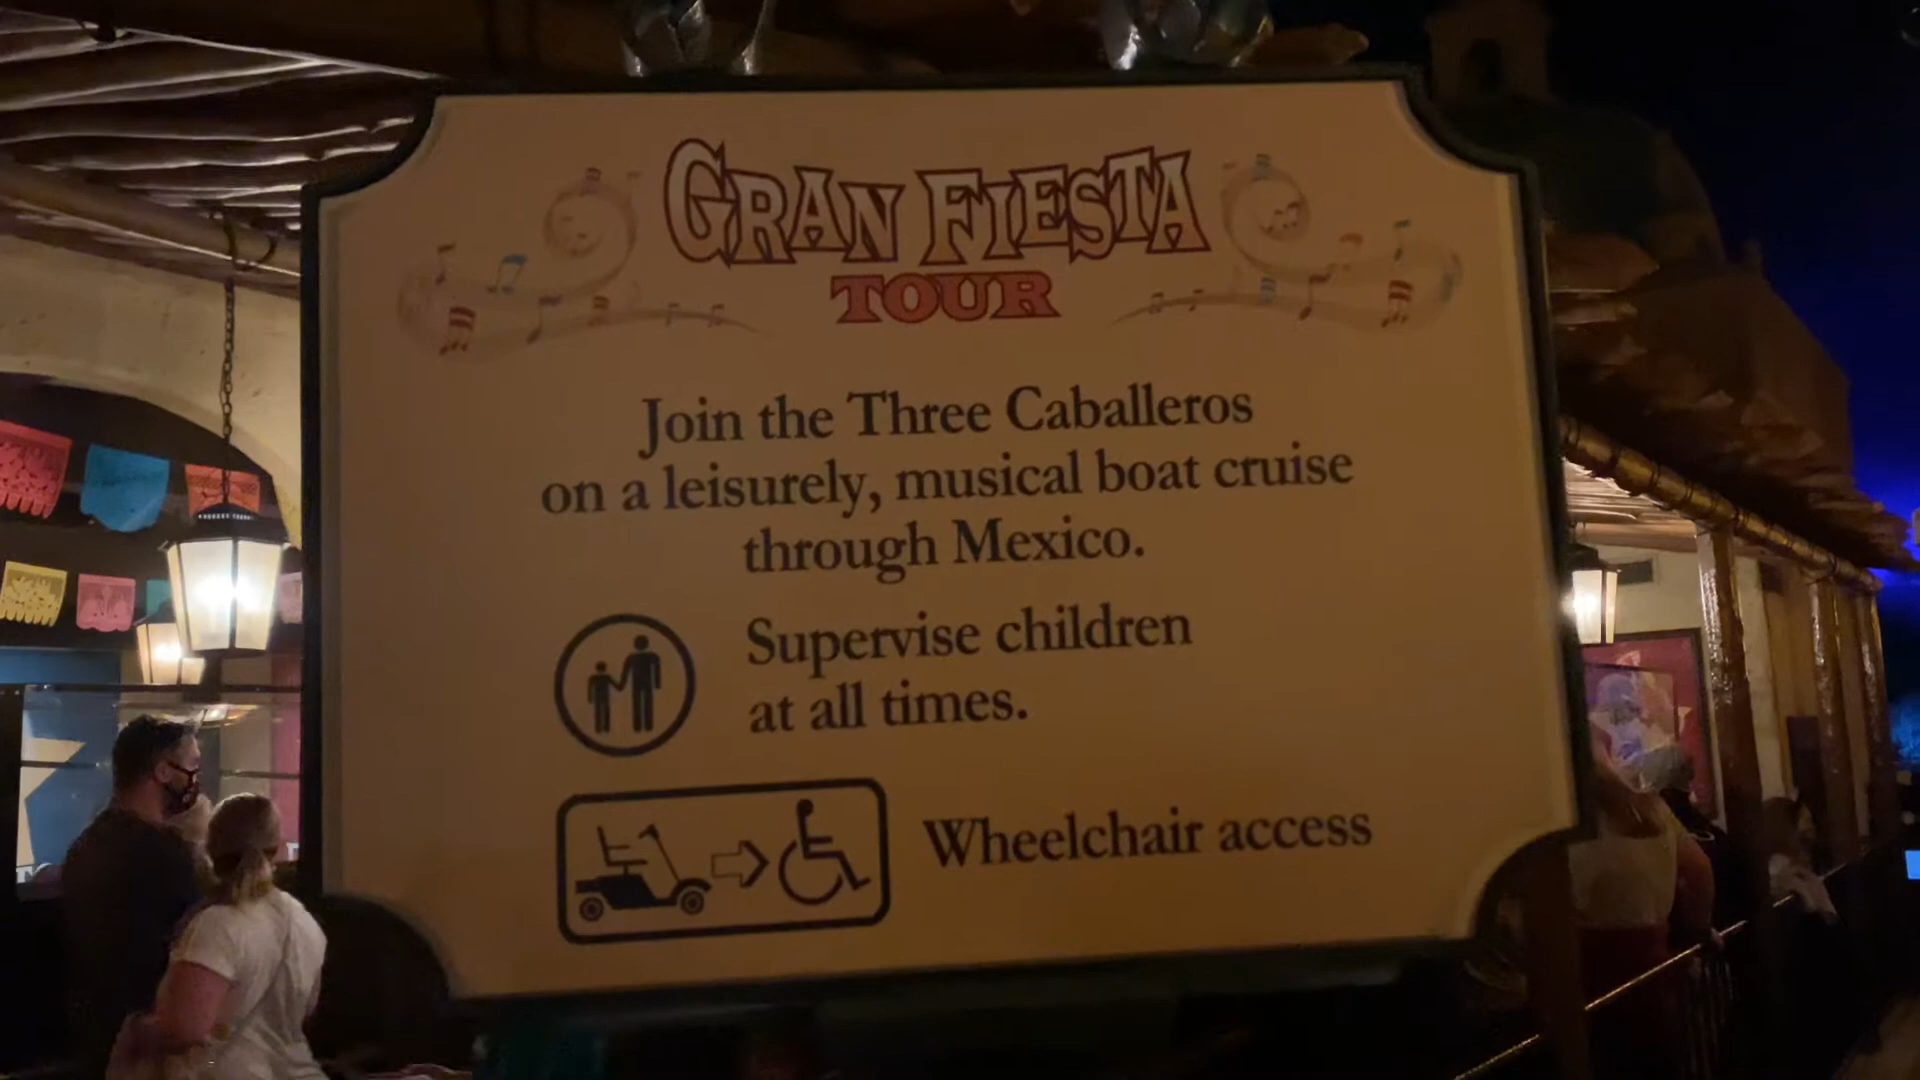 GRAN FIESTA
TOUR
Join the Three Caballeros
on a leisurely, musical boat cruise
through Mexico.
Supervise children
at all times.
Wheelchair access